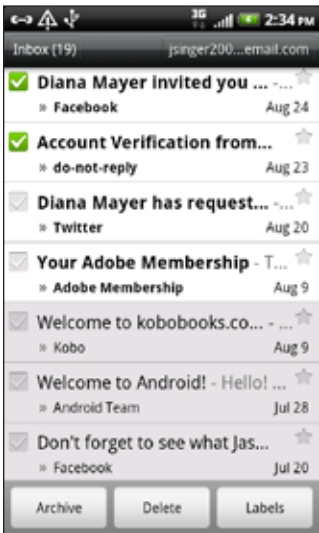 3G 2:34 PM
Inbox (19) jsinger200...email.com
Diana Mayer invited you ... -...
» Facebook Aug 24
Account Verification from...
» do-not-reply Aug 23
Diana Mayer has request... -...
» Twitter Aug 20
Your Adobe Membership - T...
» Adobe Membership Aug 9
Welcome to kobobooks.co... - ...
» Kobo Aug 9
Welcome to Android! - Hello! ...
» Android Team Jul 28
Don't forget to see what Jas...
» Facebook Jul 20
Archive Delete Labels